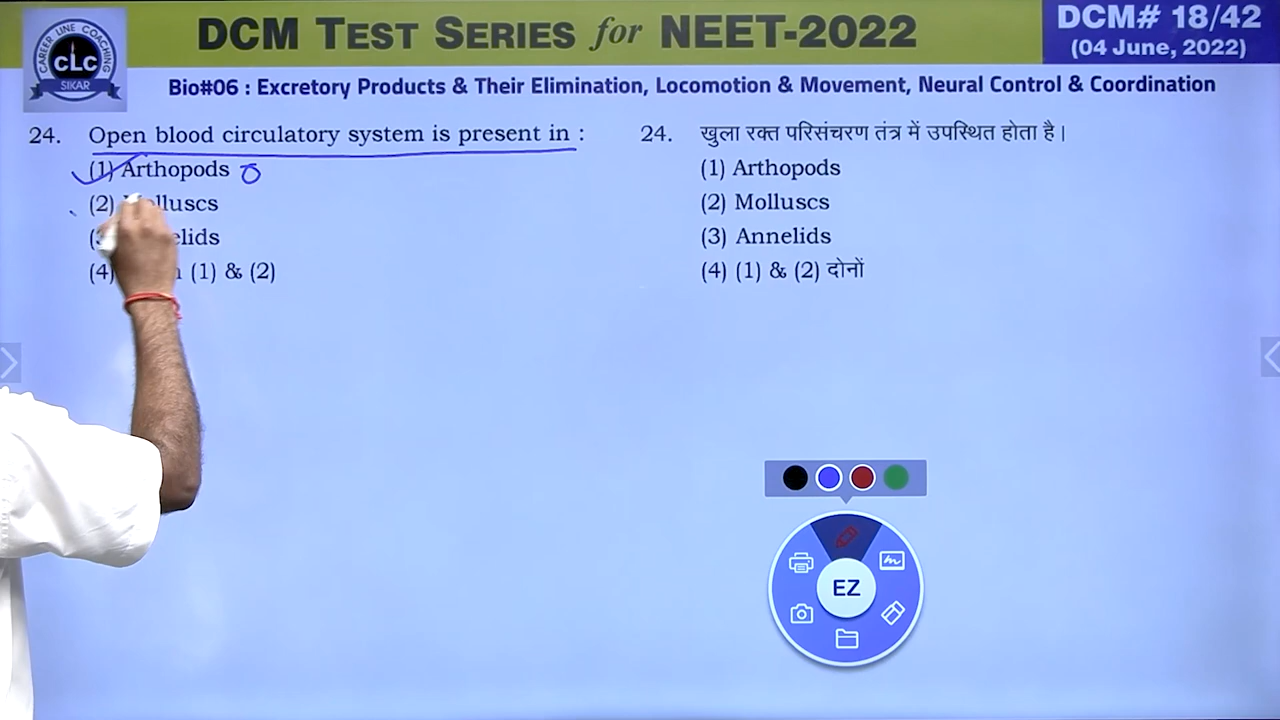 CAREER LINE COACHING
CLC
SIKAR
DCM TEST SERIES for NEET-2022
DCM# 18/42
(04 June, 2022)
Bio#06 : Excretory Products & Their Elimination, Locomotion & Movement, Neural Control & Coordination
24. Open blood circulatory system is present in :
(1) Arthopods
(2) lluscs
elids
(4) (1) & (2)
24. खुला रक्त परिसंचरण तंत्र में उपस्थित होता है।
(1) Arthopods
(2) Molluscs
(3) Annelids
(4) (1) & (2) दोनों
EZ